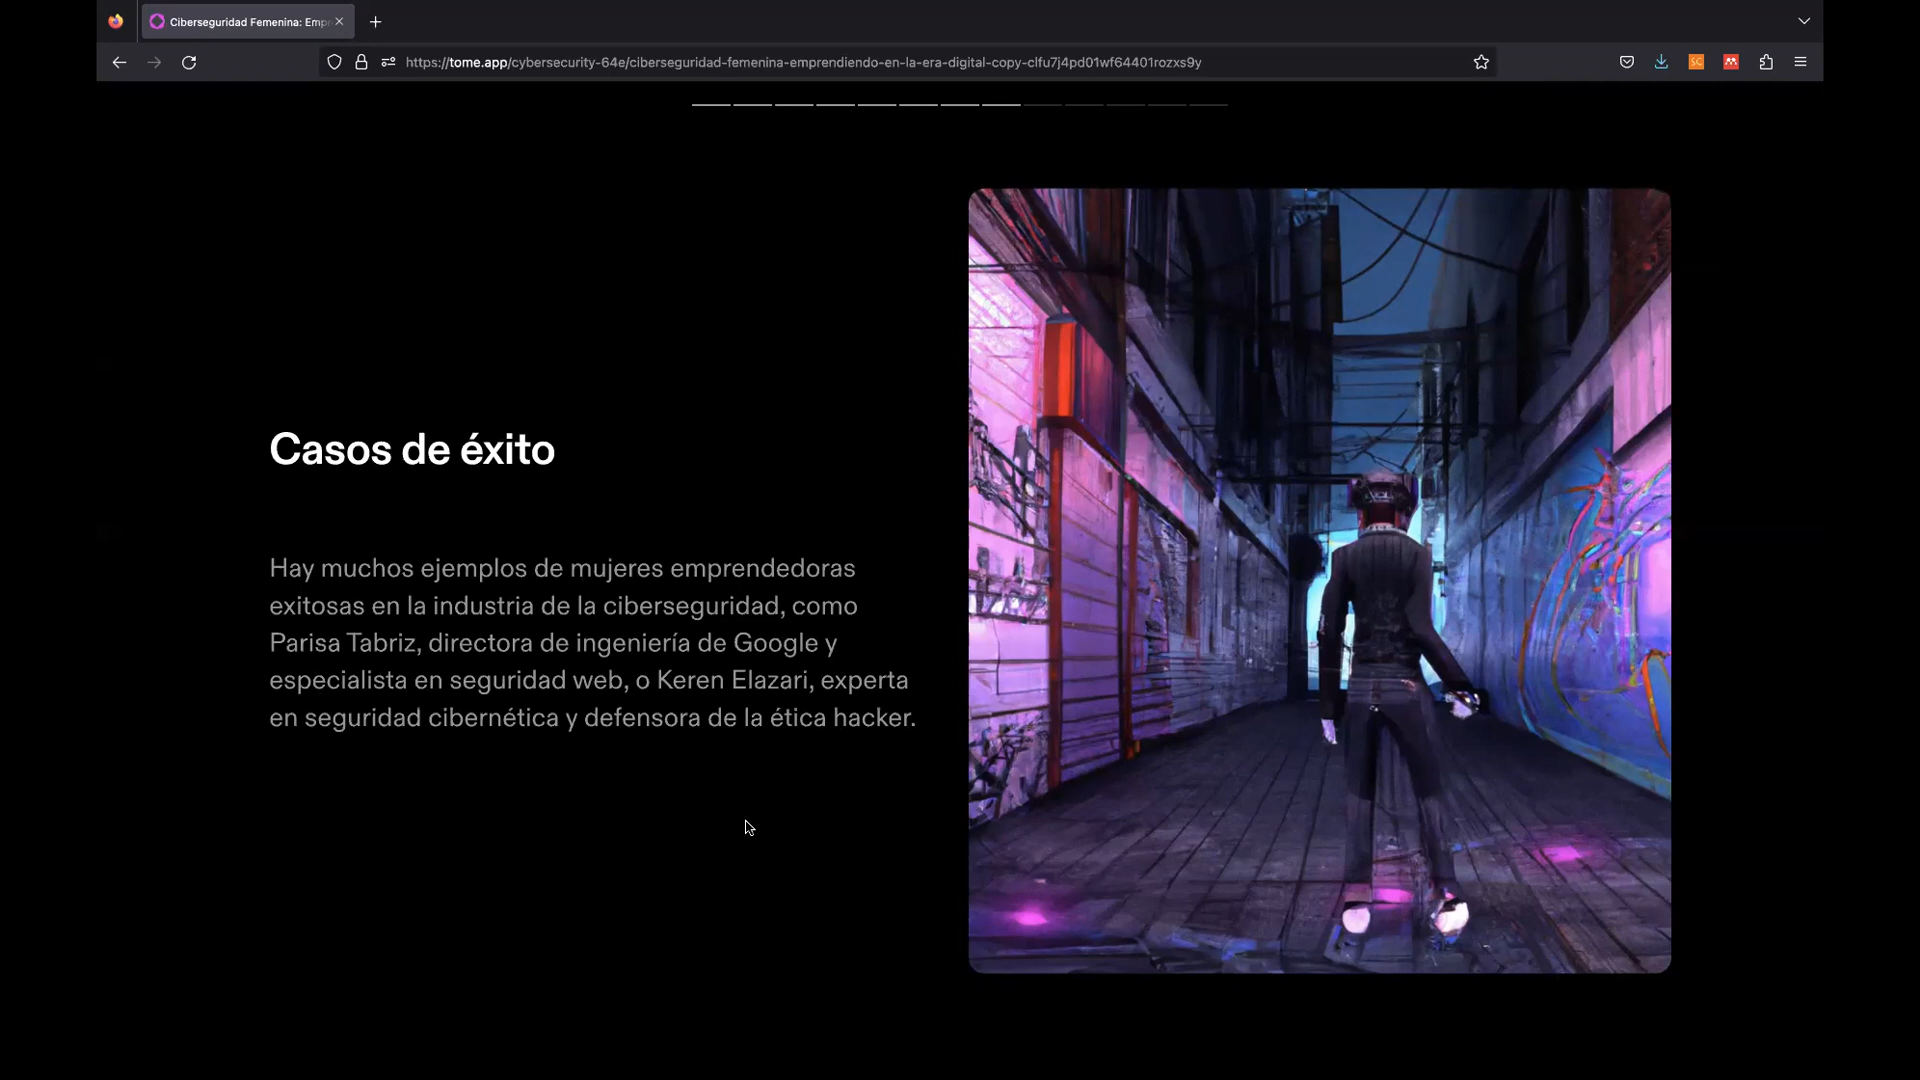 Ciberseguridad Femenina: Empr
https://tome.app/cybersecurity-64e/ciberseguridad-femenina-emprendiendo-en-la-era-digital-copy-clfu7j4pd01wf64401rozxs9y
SC
Casos de éxito
Hay muchos ejemplos de mujeres emprendedoras
exitosas en la industria de la ciberseguridad, como
Parisa Tabriz, directora de ingeniería de Google y
especialista en seguridad web, o Keren Elazari, experta
en seguridad cibernética y defensora de la ética hacker.